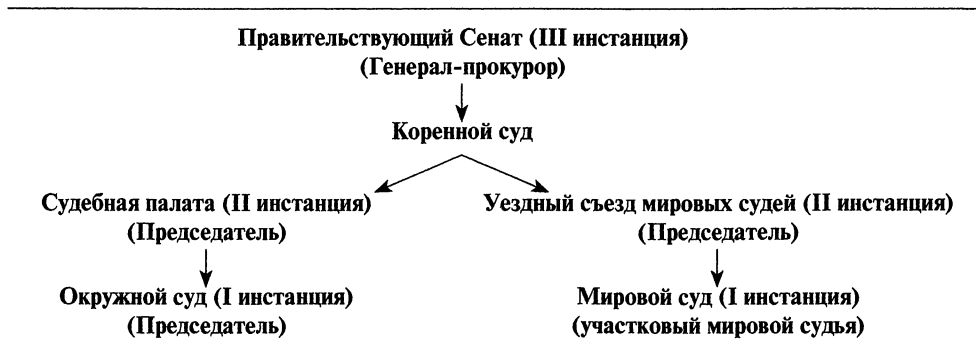 Правительствующий Сенат (III инстанция)
(Генерал-прокурор)
Коренной суд
Судебная палата (II инстанция)
(Председатель)
Уездный съезд мировых судей (II инстанция)
(Председатель)
Окружной суд (I инстанция)
(Председатель)
Мировой суд (I инстанция)
(участковый мировой судья)